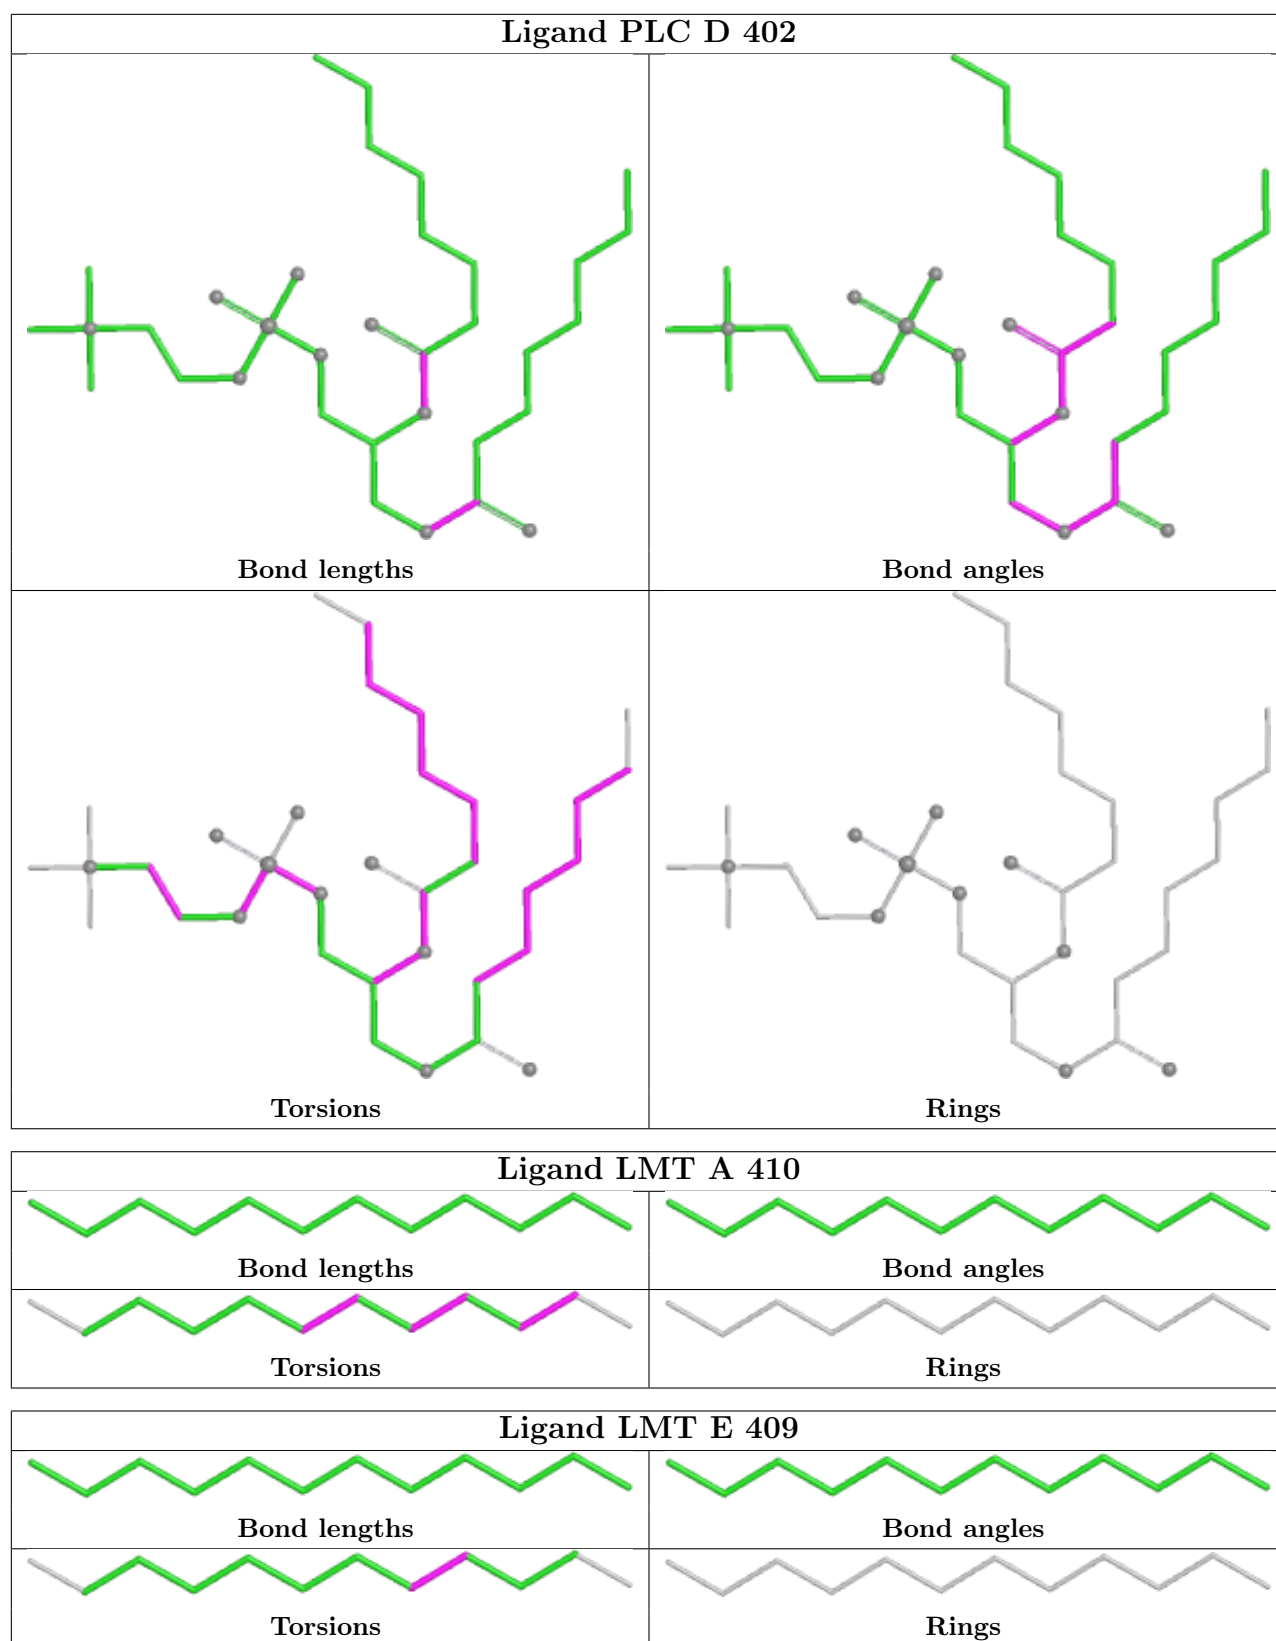 Ligand PLC D 402
Bond lengths
Bond angles
Torsions
Rings
Ligand LMT A 410
Bond lengths
Bond angles
Torsions
Rings
Ligand LMT E 409
Bond lengths
Bond angles
Torsions
Rings